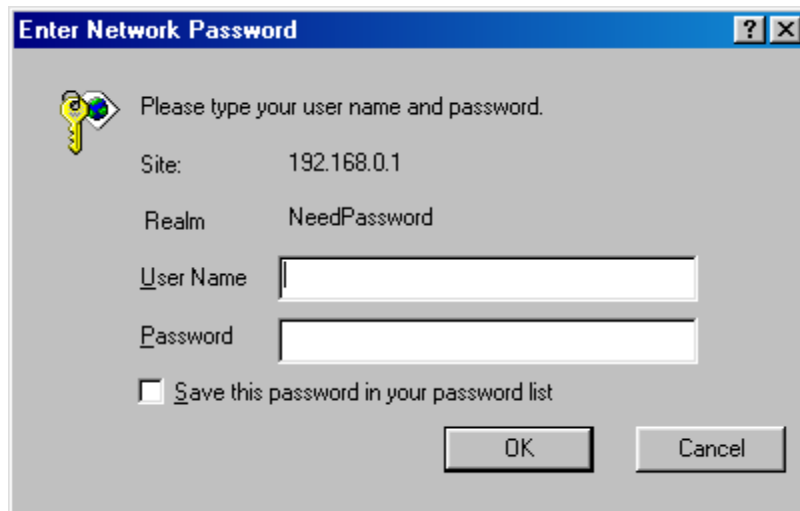 Enter Network Password
Please type your user name and password.
Site: 192.168.0.1
Realm NeedPassword
User Name
Password
Save this password in your password list
OK Cancel